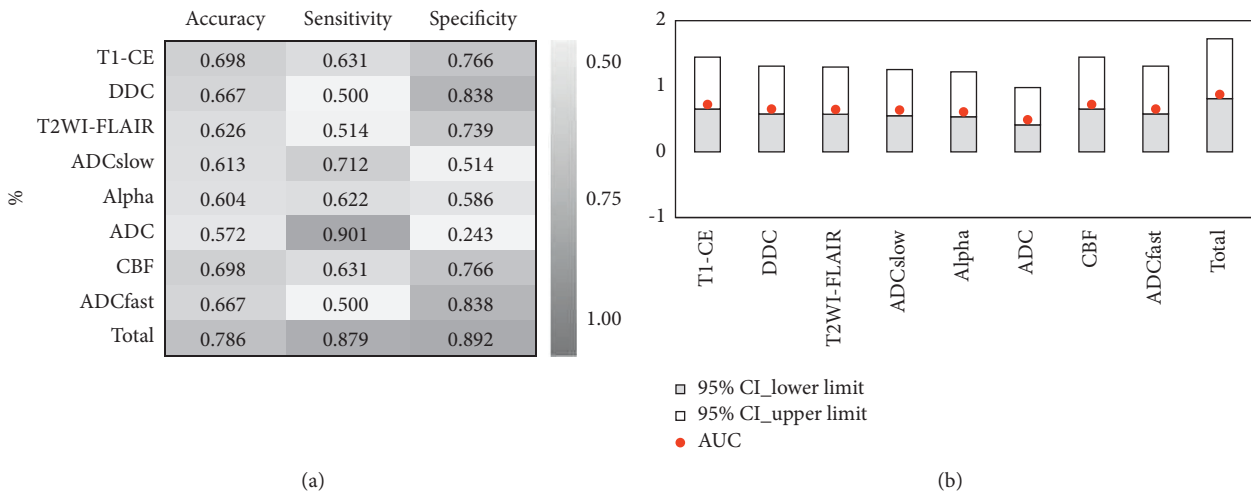 Accuracy Sensitivity Specificity
T1-CE 0.698 0.631 0.766
DDC 0.667 0.500 0.838
T2WI-FLAIR 0.626 0.514 0.739
ADCslow 0.613 0.712 0.514
Alpha 0.604 0.622 0.586
ADC 0.572 0.901 0.243
CBF 0.698 0.631 0.766
ADCfast 0.667 0.500 0.838
Total 0.786 0.879 0.892
%
0.50
0.75
1.00
(a)
2
1
0
-1
T1-CE
DDC
T2WI-FLAIR
ADCslow
Alpha
ADC
CBF
ADCfast
Total
95% CI_lower limit
95% CI_upper limit
AUC
(b)